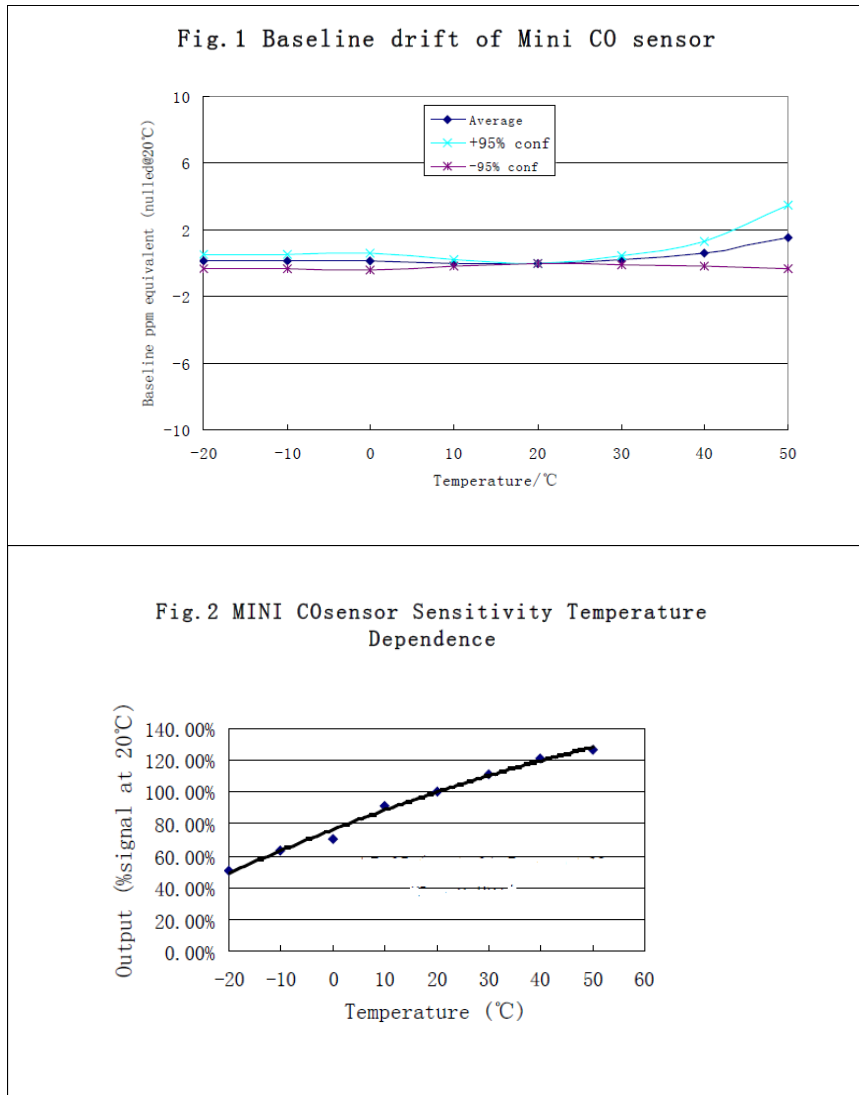 Fig.1 Baseline drift of Mini CO sensor
Baseline ppm equivalent (nulled@20℃)
10
6
2
-2
-6
-10
Average
+95% conf
-95% conf
-20 -10 0 10 20 30 40 50
Temperature/℃
Fig.2 MINI COsensor Sensitivity Temperature
Dependence
Output (%signal at 20℃)
140.00%
120.00%
100.00%
80.00%
60.00%
40.00%
20.00%
0.00%
-20 -10 0 10 20 30 40 50 60
Temperature (℃)